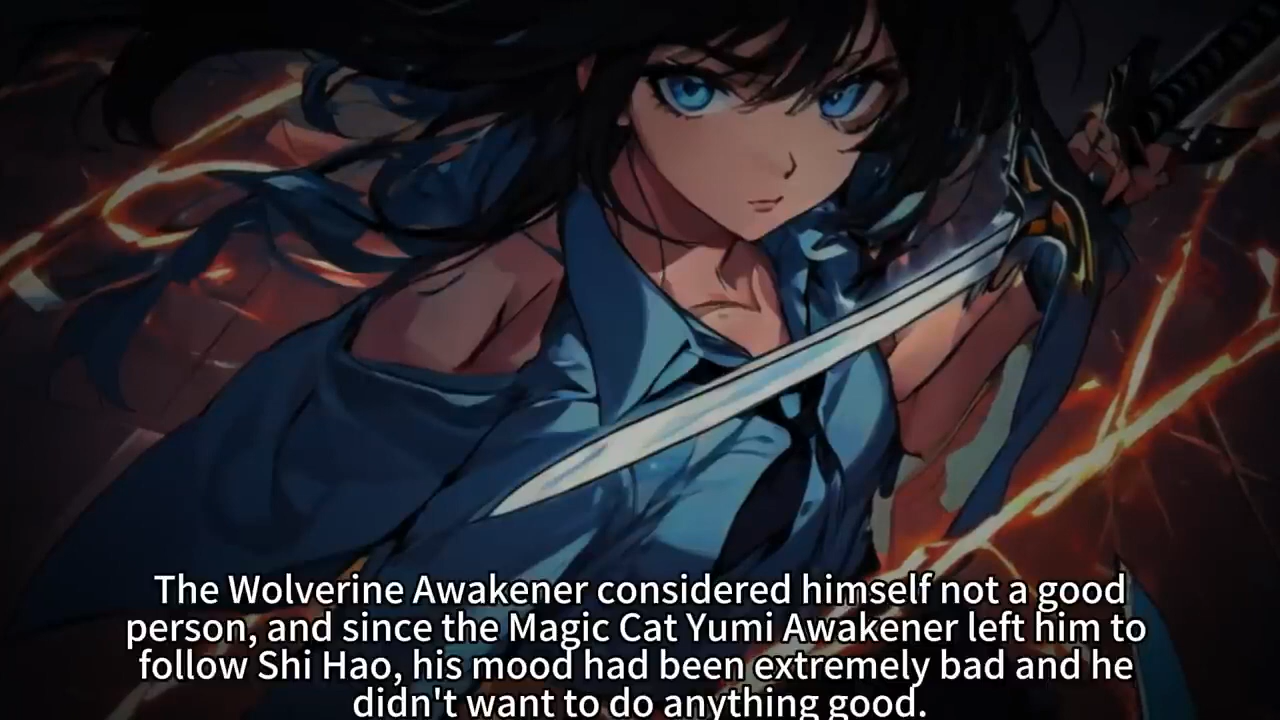 The Wolverine Awakener considered himself not a good
person, and since the Magic Cat Yumi Awakener left him to
follow Shi Hao, his mood had been extremely bad and he
didn't want to do anything good.